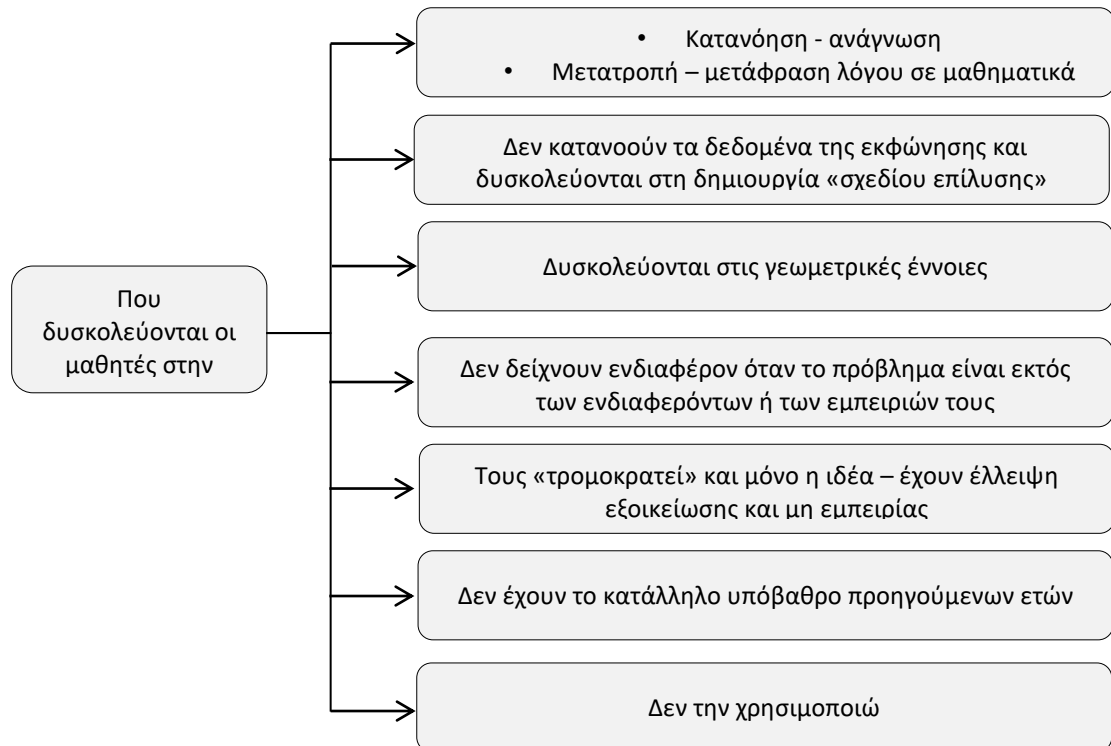 • Κατανόηση - ανάγνωση
• Μετατροπή – μετάφραση λόγου σε μαθηματικά
Δεν κατανοούν τα δεδομένα της εκφώνησης και
δυσκολεύονται στη δημιουργία «σχεδίου επίλυσης»
Δυσκολεύονται στις γεωμετρικές έννοιες
Που
δυσκολεύονται οι
μαθητές στην
Δεν δείχνουν ενδιαφέρον όταν το πρόβλημα είναι εκτός
των ενδιαφερόντων ή των εμπειριών τους
Τους «τρομοκρατεί» και μόνο η ιδέα – έχουν έλλειψη
εξοικείωσης και μη εμπειρίας
Δεν έχουν το κατάλληλο υπόβαθρο προηγούμενων ετών
Δεν την χρησιμοποιώ